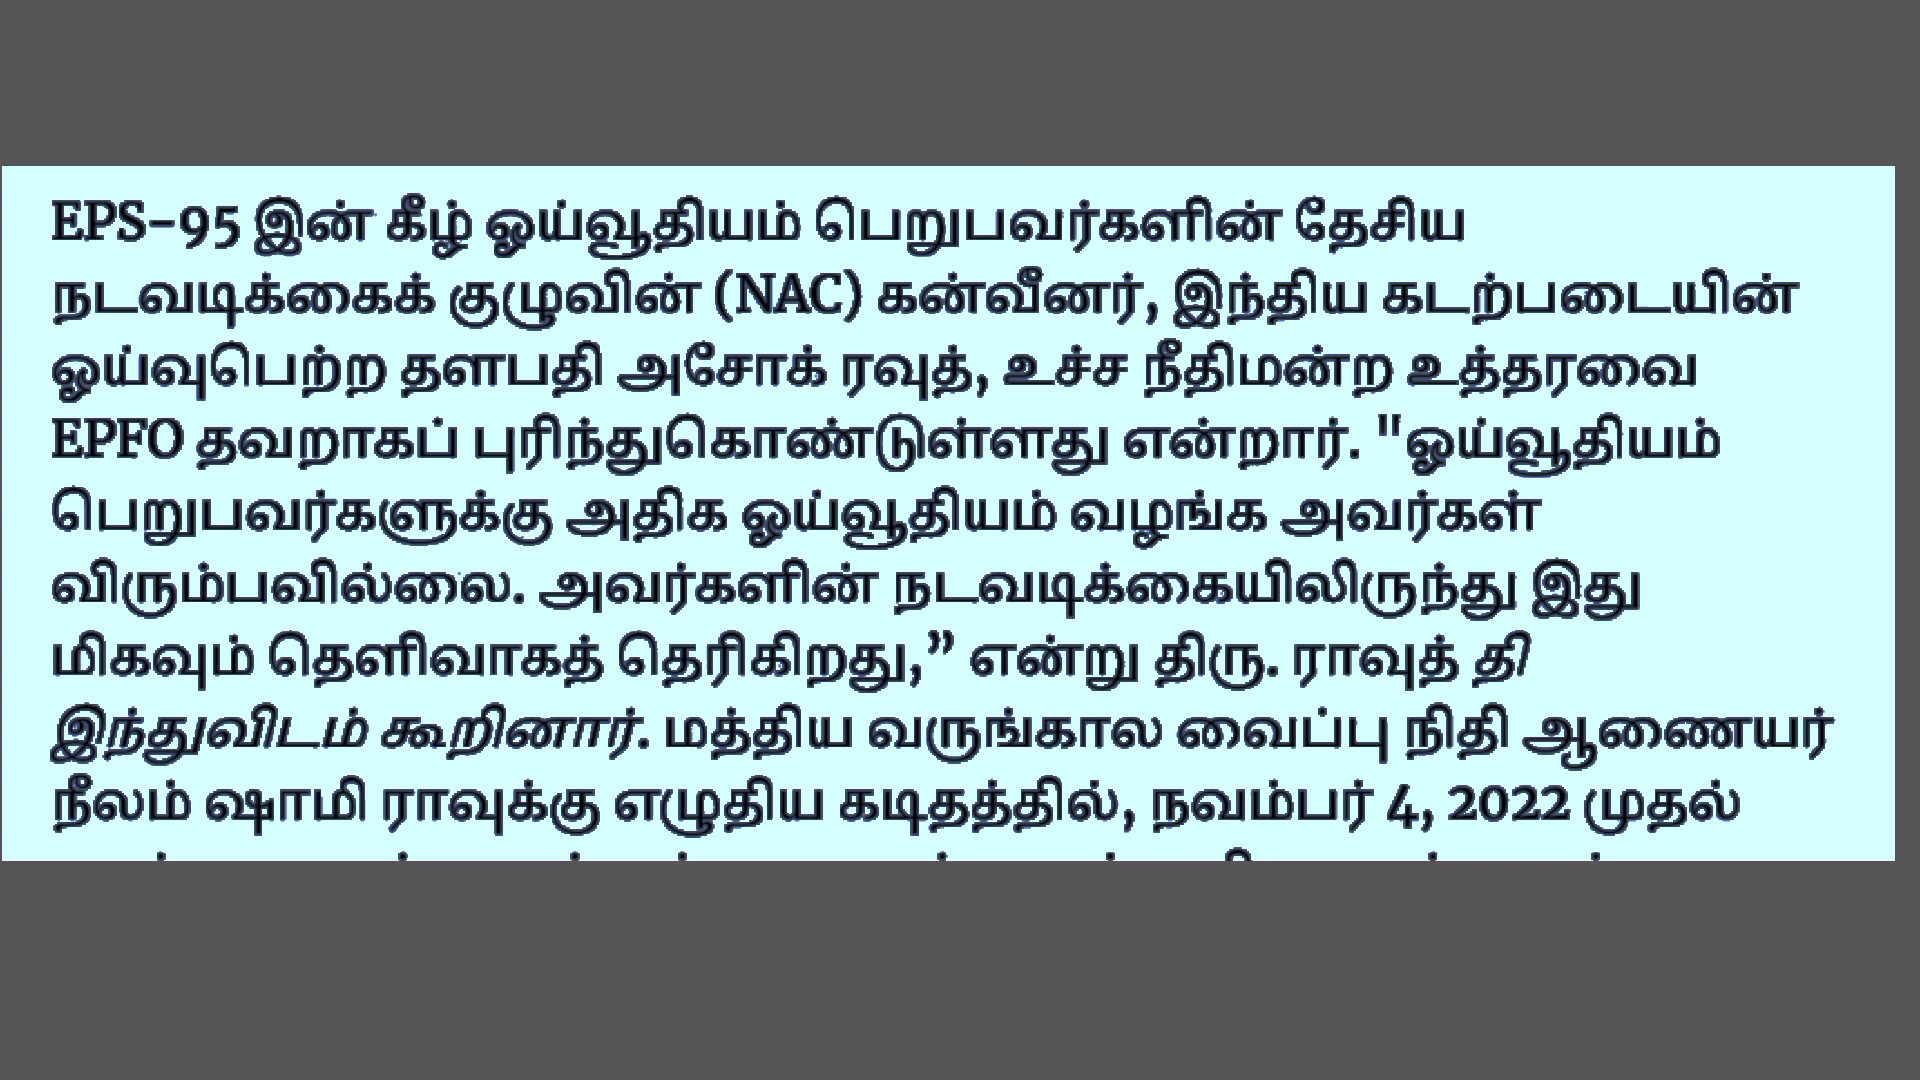 EPS-95 இன் கீழ் ஓய்வூதியம் பெறுபவர்களின் தேசிய
நடவடிக்கைக் குழுவின் (NAC) கன்வீனர், இந்திய கடற்படையின்
ஓய்வுபெற்ற தளபதி அசோக் ரவுத், உச்ச நீதிமன்ற உத்தரவை
EPFO தவறாகப் புரிந்துகொண்டுள்ளது என்றார். "ஓய்வூதியம்
பெறுபவர்களுக்கு அதிக ஓய்வூதியம் வழங்க அவர்கள்
விரும்பவில்லை. அவர்களின் நடவடிக்கையிலிருந்து இது
மிகவும் தெளிவாகத் தெரிகிறது,” என்று திரு. ராவுத் தி
இந்துவிடம் கூறினார். மத்திய வருங்கால வைப்பு நிதி ஆணையர்
நீலம் ஷாமி ராவுக்கு எழுதிய கடிதத்தில், நவம்பர் 4, 2022 முதல்